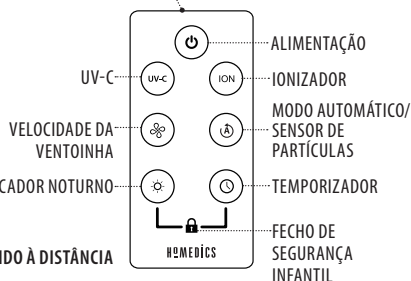 ALIMENTAÇÃO
UV-C
UV-C
ION
IONIZADOR
VELOCIDADE DA
VENTOINHA
A
MODO AUTOMÁTICO/
SENSOR DE
PARTÍCULAS
CADOR NOTURNO
TEMPORIZADOR
NDO À DISTÂNCIA
HOMEDICS
FECHO DE
SEGURANÇA
INFANTIL